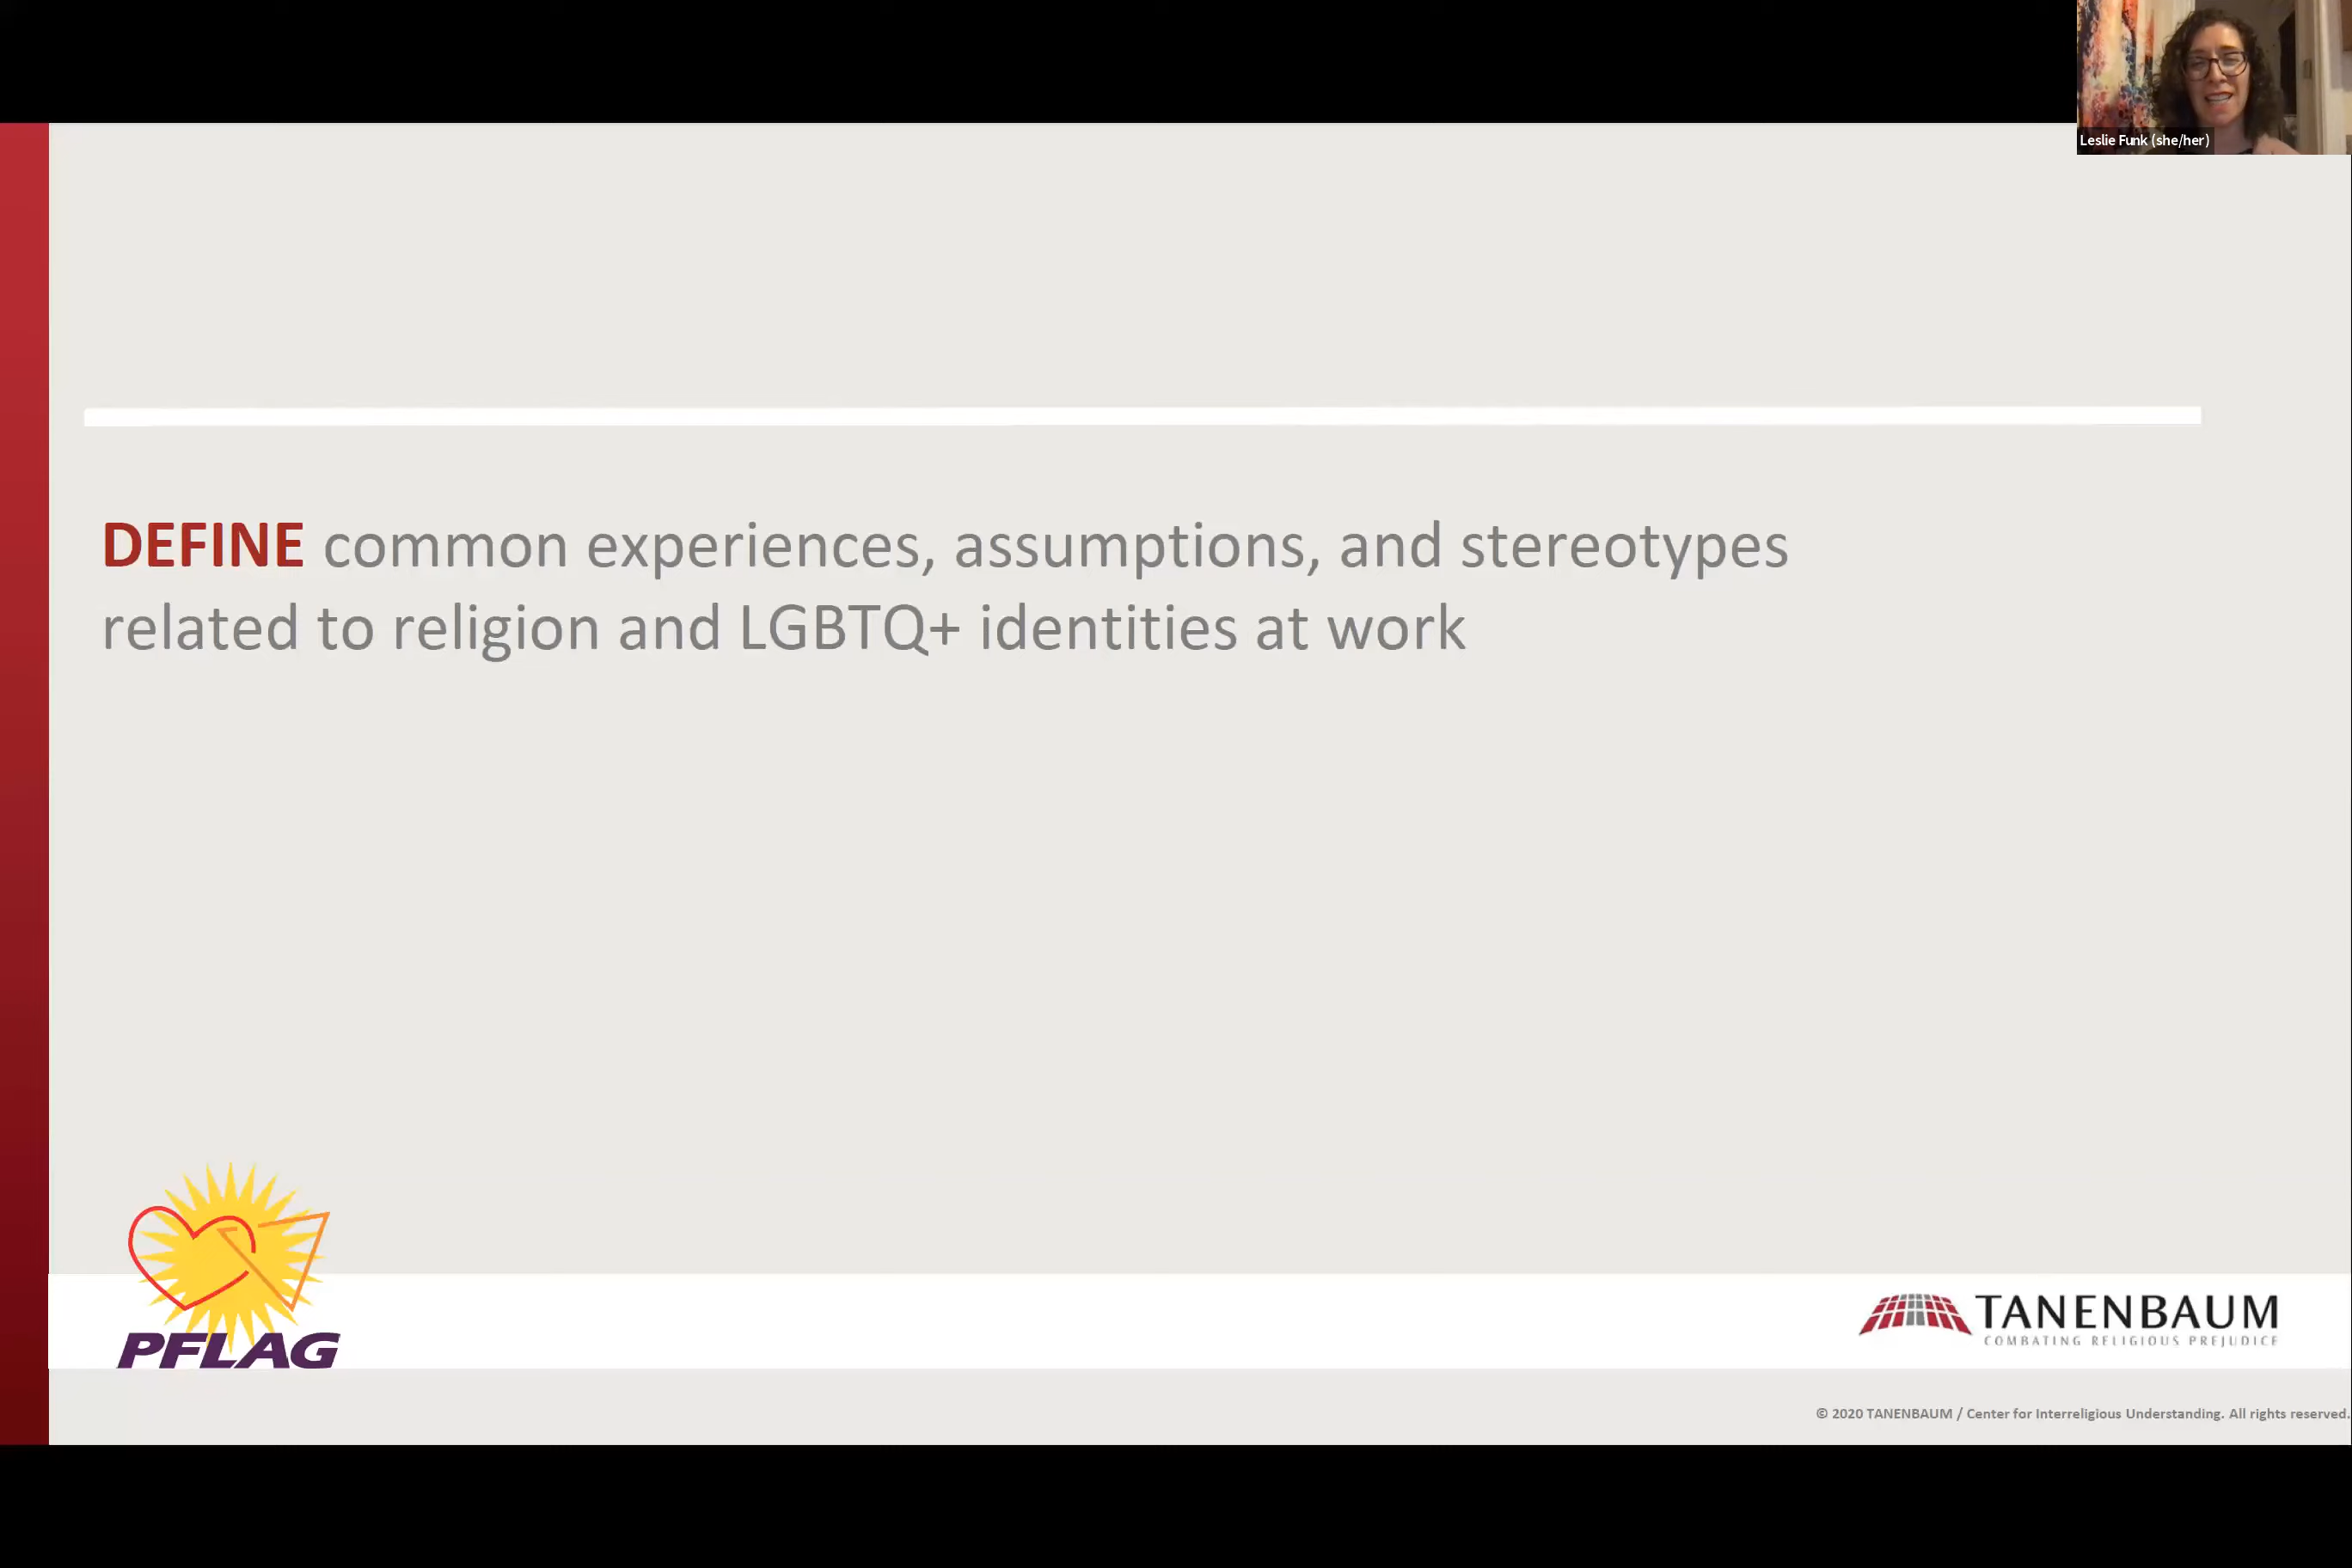 Leslie Funk (she/her)
DEFINE common experiences, assumptions, and stereotypes
related to religion and LGBTQ+ identities at work
PFLAG
TANENBAUM
COMBATING RELIGIOUS PREJUDICE
© 2020 TANENBAUM / Center for Interreligious Understanding. All rights reserved.